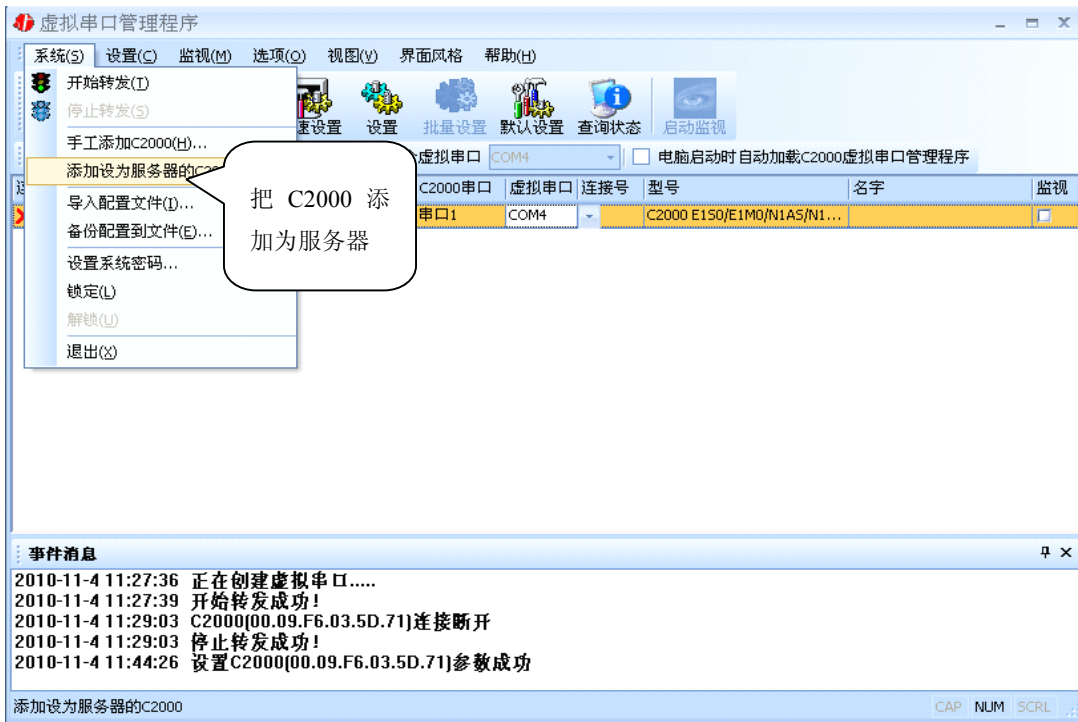 虚拟串口管理程序
系统(S) 设置(C) 监视(M) 选项(O) 视图(V) 界面风格 帮助(H)
开始转发(T)
停止转发(S)
手工添加C2000(H)...
添加设为服务器的C20
导入配置文件(I)...
备份配置到文件(E)...
设置系统密码...
锁定(L)
解锁(U)
退出(X)
速设置 设置 批量设置 默认设置 查询状态 启动监视
虚拟串口 COM4 电脑启动时自动加载C2000虚拟串口管理程序
C2000串口 虚拟串口 连接号 型号 名字 监视
串口1 COM4 C2000 E1S0/E1M0/N1AS/N1...
把 C2000 添
加为服务器
事件消息
2010-11-4 11:27:36 正在创建虚拟串口.....
2010-11-4 11:27:39 开始转发成功!
2010-11-4 11:29:03 C2000(00.09.F6.03.5D.71)连接断开
2010-11-4 11:29:03 停止转发成功!
2010-11-4 11:44:26 设置C2000(00.09.F6.03.5D.71)参数成功
添加设为服务器的C2000 CAP NUM SCRL